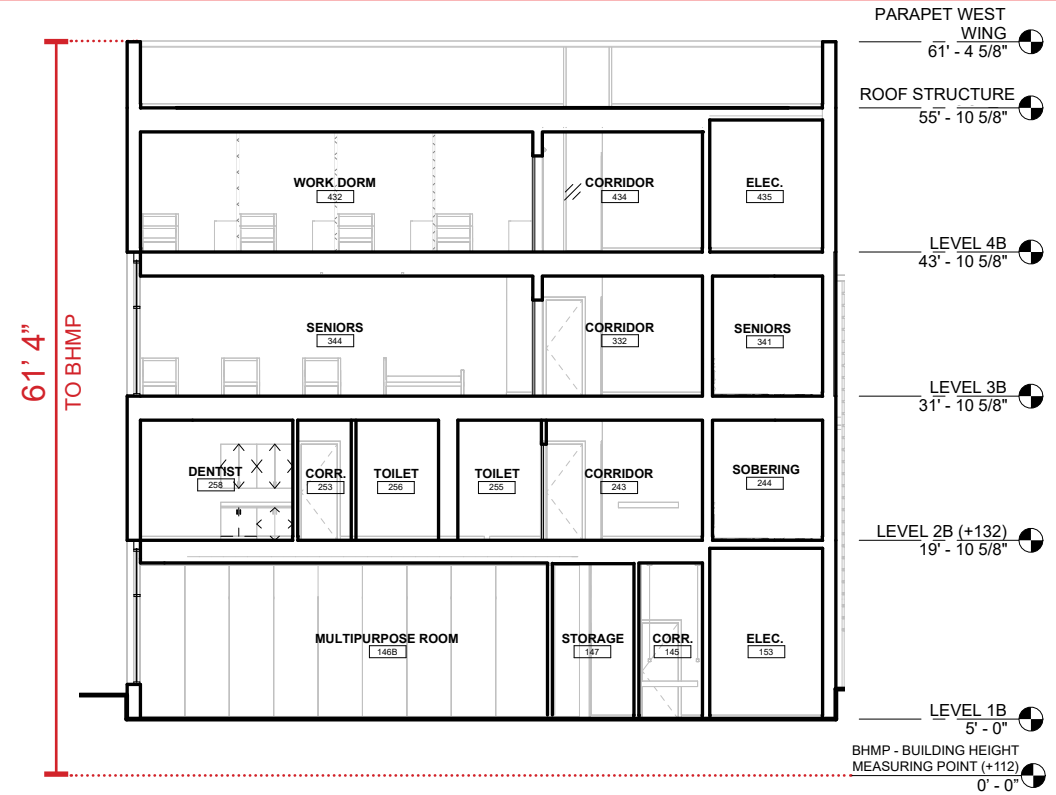 PARAPET WEST
WING
61' - 4 5/8"
ROOF STRUCTURE
55' - 10 5/8"
WORK DORM
432
CORRIDOR
434
ELEC.
435
LEVEL 4B
43' - 10 5/8"
61' 4”
TO BHMP
SENIORS
344
CORRIDOR
332
SENIORS
341
LEVEL 3B
31' - 10 5/8"
DENTIST
258
CORR.
253
TOILET
256
TOILET
255
CORRIDOR
243
SOBERING
244
LEVEL 2B (+132)
19' - 10 5/8"
MULTIPURPOSE ROOM
146B
STORAGE
147
CORR.
145
ELEC.
153
LEVEL 1B
5' - 0"
BHMP - BUILDING HEIGHT
MEASURING POINT (+112)
0' - 0"